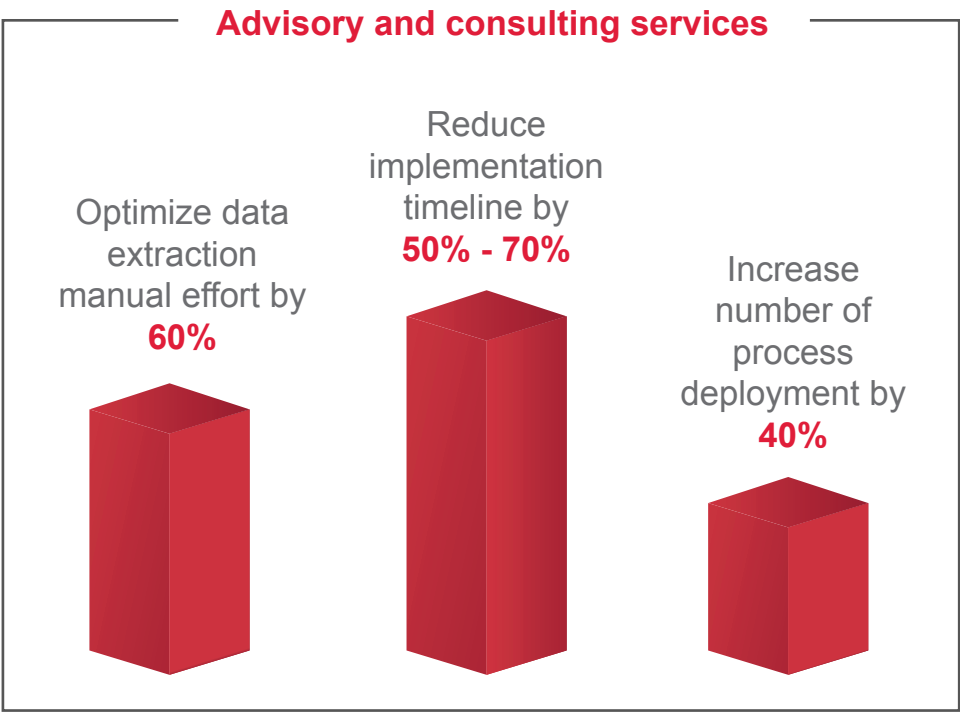 Advisory and consulting services
Optimize data
extraction
manual effort by
60%
Reduce
implementation
timeline by
50% - 70%
Increase
number of
process
deployment by
40%